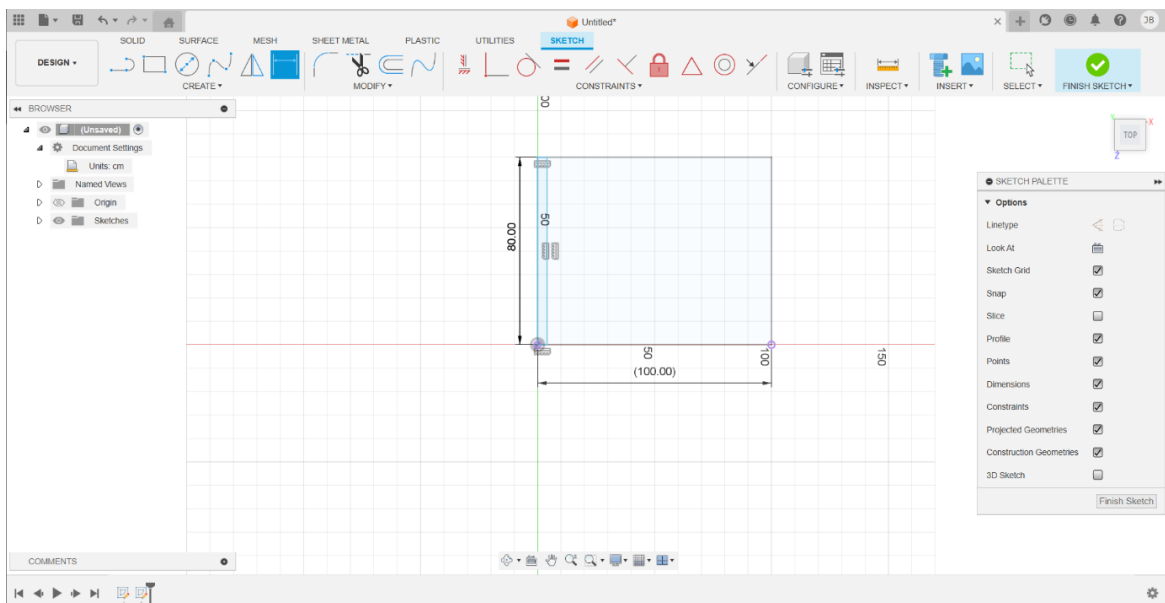 Untitled*
JB
DESIGN
SOLID SURFACE MESH SHEET METAL PLASTIC UTILITIES SKETCH
CREATE MODIFY CONSTRAINTS CONFIGURE INSPECT INSERT SELECT FINISH SKETCH
BROWSER
(Unsaved)
Document Settings
Units: cm
Named Views
Origin
Sketches
50
80.00
50
100
150
(100.00)
TOP
X
Y
Z
SKETCH PALETTE
Options
Linetype
Look At
Sketch Grid
Snap
Slice
Profile
Points
Dimensions
Constraints
Projected Geometries
Construction Geometries
3D Sketch
Finish Sketch
COMMENTS